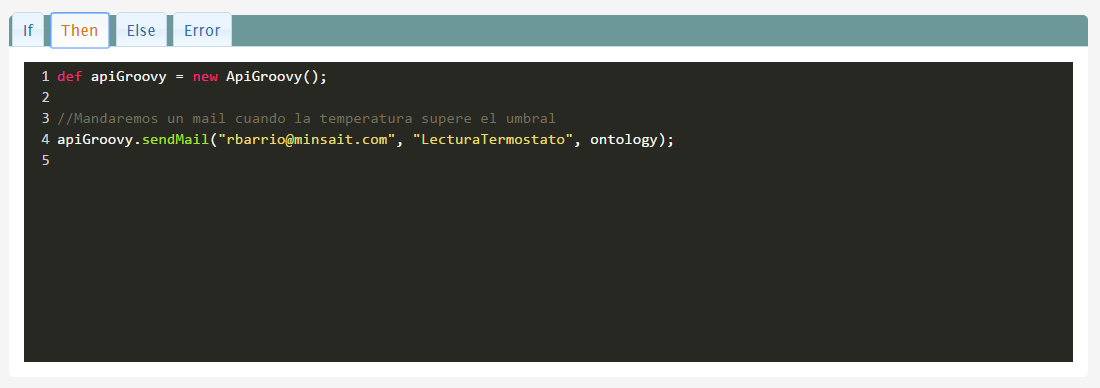 If Then Else Error
1 def apiGroovy = new ApiGroovy();
2
3 //Mandaremos un mail cuando la temperatura supere el umbral
4 apiGroovy.sendMail("rbarrio@minsait.com", "LecturaTermostato", ontology);
5